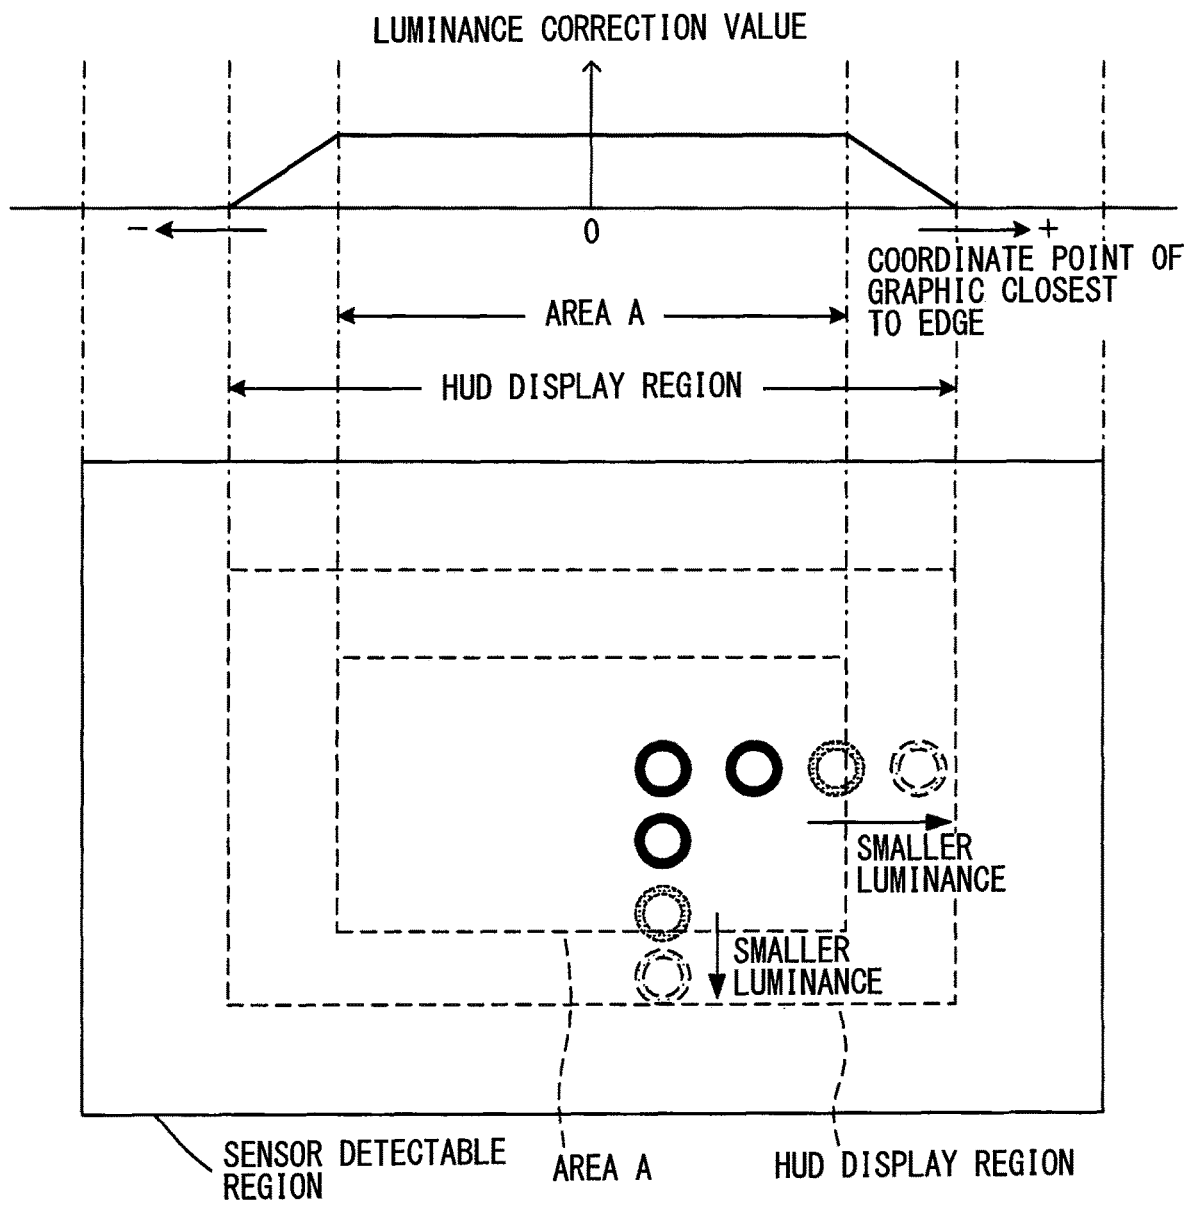 LUMINANCE CORRECTION VALUE
−
0
+
COORDINATE POINT OF
GRAPHIC CLOSEST
TO EDGE
AREA A
HUD DISPLAY REGION
SMALLER
LUMINANCE
SMALLER
LUMINANCE
SENSOR DETECTABLE
REGION
AREA A
HUD DISPLAY REGION